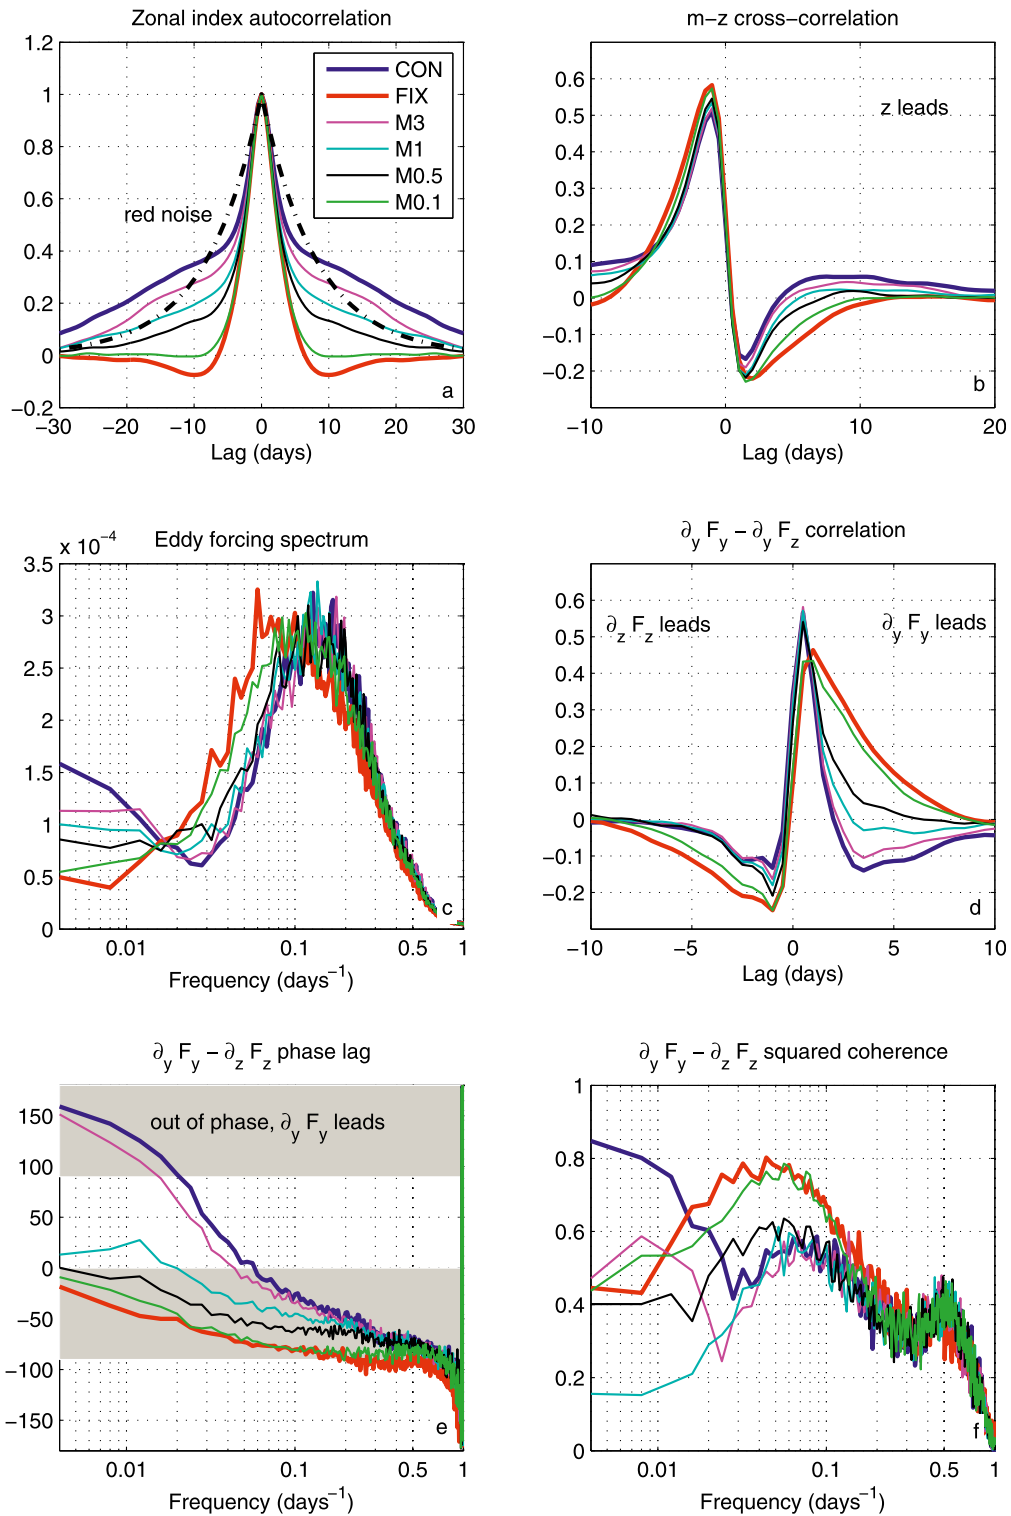 Zonal index autocorrelation
1.2
1
0.8
0.6
0.4
0.2
0
−0.2
−30 −20 −10 0 10 20 30
Lag (days)
CON
FIX
M3
M1
M0.5
M0.1
red noise
a
m−z cross−correlation
0.6
0.5
0.4
0.3
0.2
0.1
0
−0.1
−0.2
−10 0 10 20
Lag (days)
z leads
b
Eddy forcing spectrum
x 10⁻⁴
3.5
3
2.5
2
1.5
1
0.5
0
0.01 0.1 0.5 1
Frequency (days⁻¹)
c
∂y Fy − ∂y Fz correlation
0.6
0.5
0.4
0.3
0.2
0.1
0
−0.1
−0.2
−10 −5 0 5 10
Lag (days)
∂z Fz leads
∂y Fy leads
d
∂y Fy − ∂z Fz phase lag
150
100
50
0
−50
−100
−150
0.01 0.1 0.5 1
Frequency (days⁻¹)
out of phase, ∂y Fy leads
e
∂y Fy − ∂z Fz squared coherence
1
0.8
0.6
0.4
0.2
0
0.01 0.1 0.5 1
Frequency (days⁻¹)
f